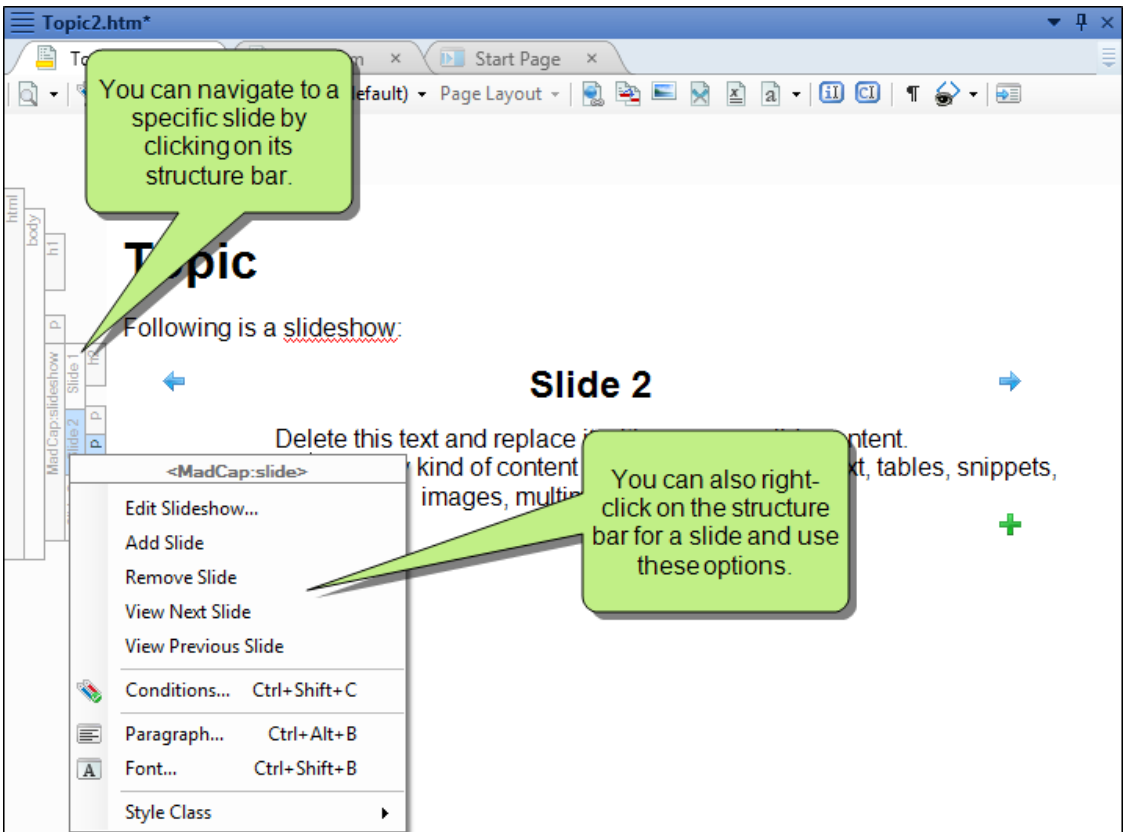 Topic2.htm*
Start Page
You can navigate to a
specific slide by
clicking on its
structure bar.
Page Layout
html
body
h1
Topic
p
Following is a slideshow:
MadCap:slideshow
Slide 1
h2
Slide 2
Slide 2
p
p
Delete this text and replace
kind of content
tables, snippets,
images,
You can also right-
click on the structure
bar for a slide and use
these options.
<MadCap:slide>
Edit Slideshow...
Add Slide
Remove Slide
View Next Slide
View Previous Slide
Conditions... Ctrl+Shift+C
Paragraph... Ctrl+Alt+B
Font... Ctrl+Shift+B
Style Class